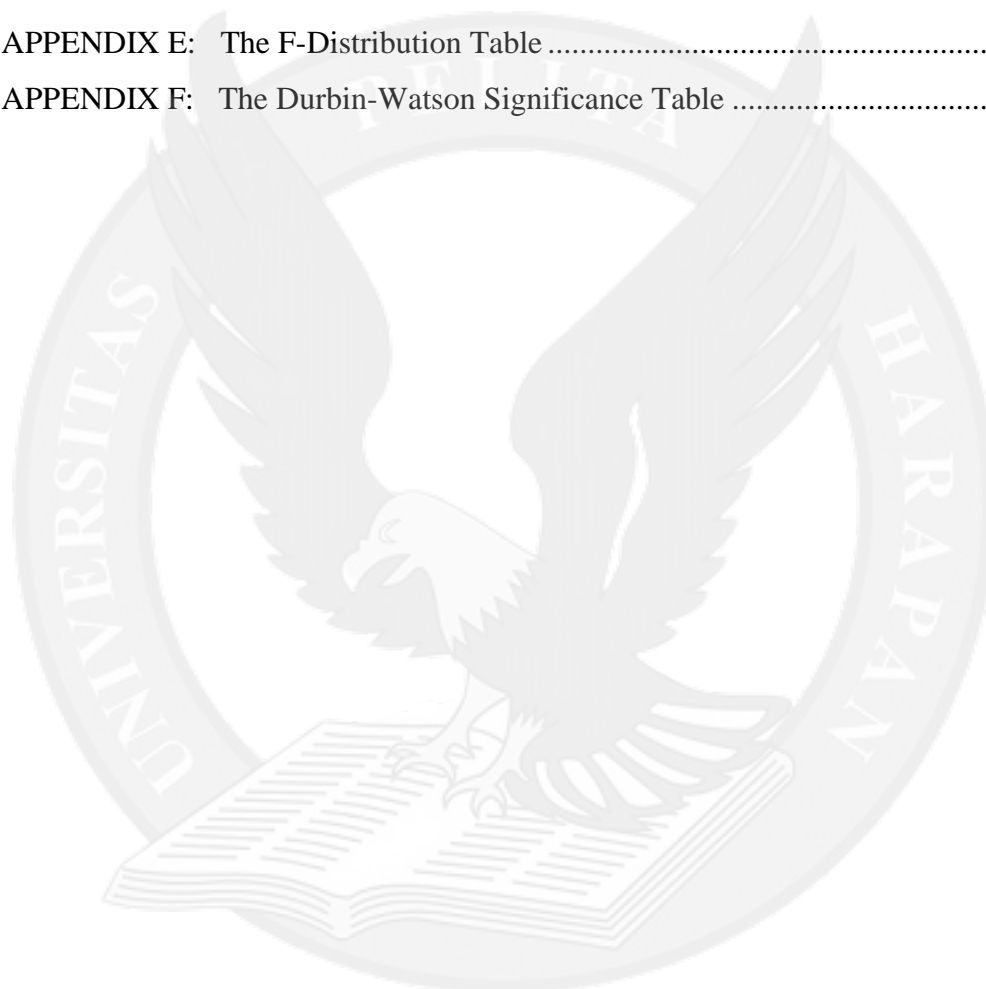 APPENDIX E: The F-Distribution Table ......................................................
APPENDIX F: The Durbin-Watson Significance Table ...............................
UNIVERSITAS PELITA HARAPAN